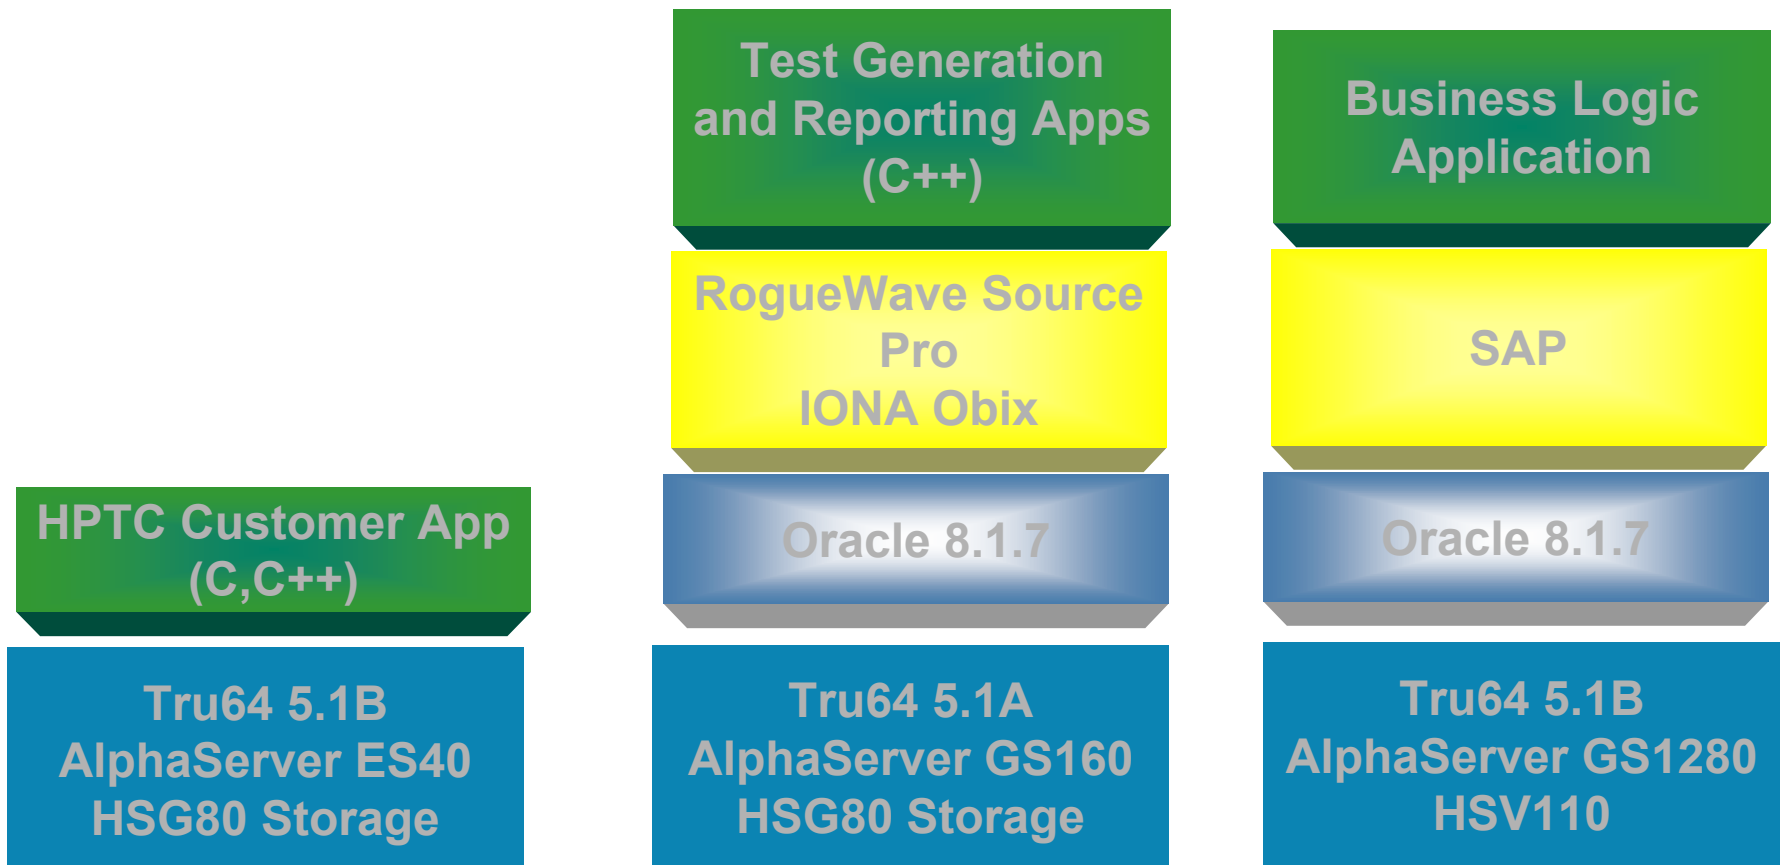 HPTC Customer App
(C,C++)
Tru64 5.1B
AlphaServer ES40
HSG80 Storage
Test Generation
and Reporting Apps
(C++)
RogueWave Source
Pro
IONA Obix
Oracle 8.1.7
Tru64 5.1A
AlphaServer GS160
HSG80 Storage
Business Logic
Application
SAP
Oracle 8.1.7
Tru64 5.1B
AlphaServer GS1280
HSV110